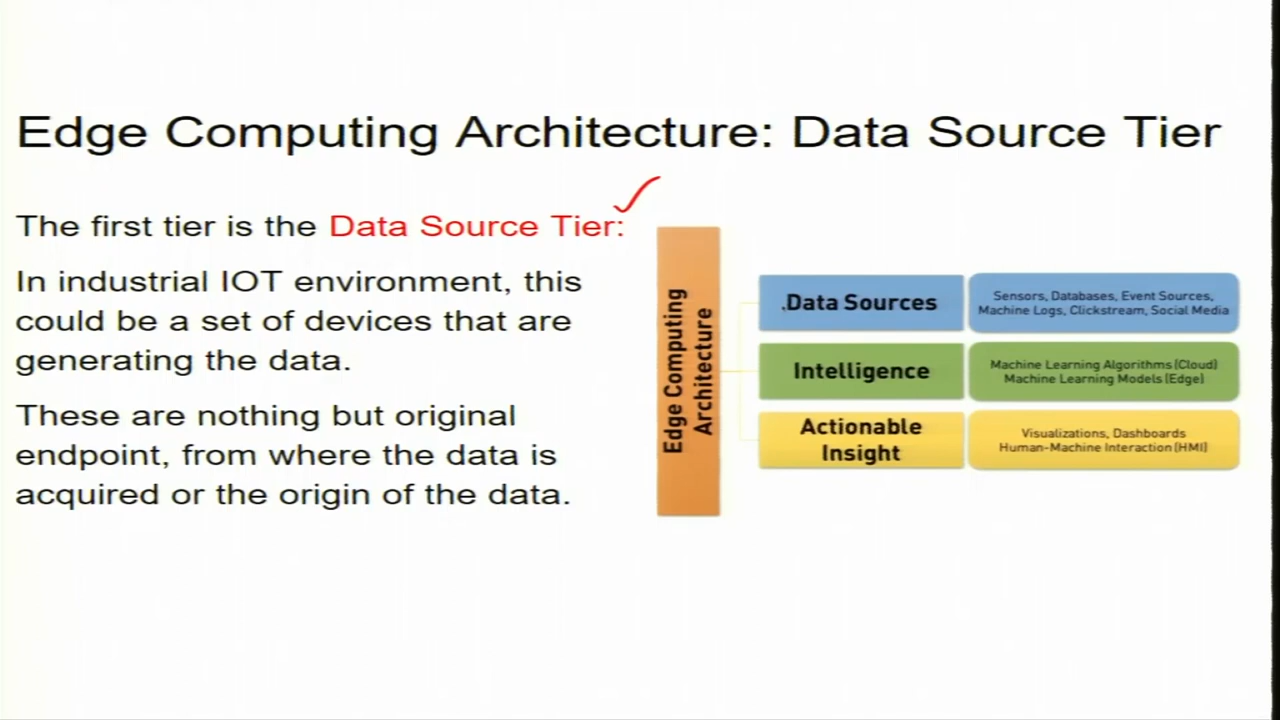 Edge Computing Architecture: Data Source Tier
The first tier is the Data Source Tier:
In industrial IOT environment, this
could be a set of devices that are
generating the data.
These are nothing but original
endpoint, from where the data is
acquired or the origin of the data.
Edge Computing
Architecture
Data Sources
Sensors, Databases, Event Sources,
Machine Logs, Clickstream, Social Media
Intelligence
Machine Learning Algorithms (Cloud)
Machine Learning Models (Edge)
Actionable
Insight
Visualizations, Dashboards
Human-Machine Interaction (HMI)